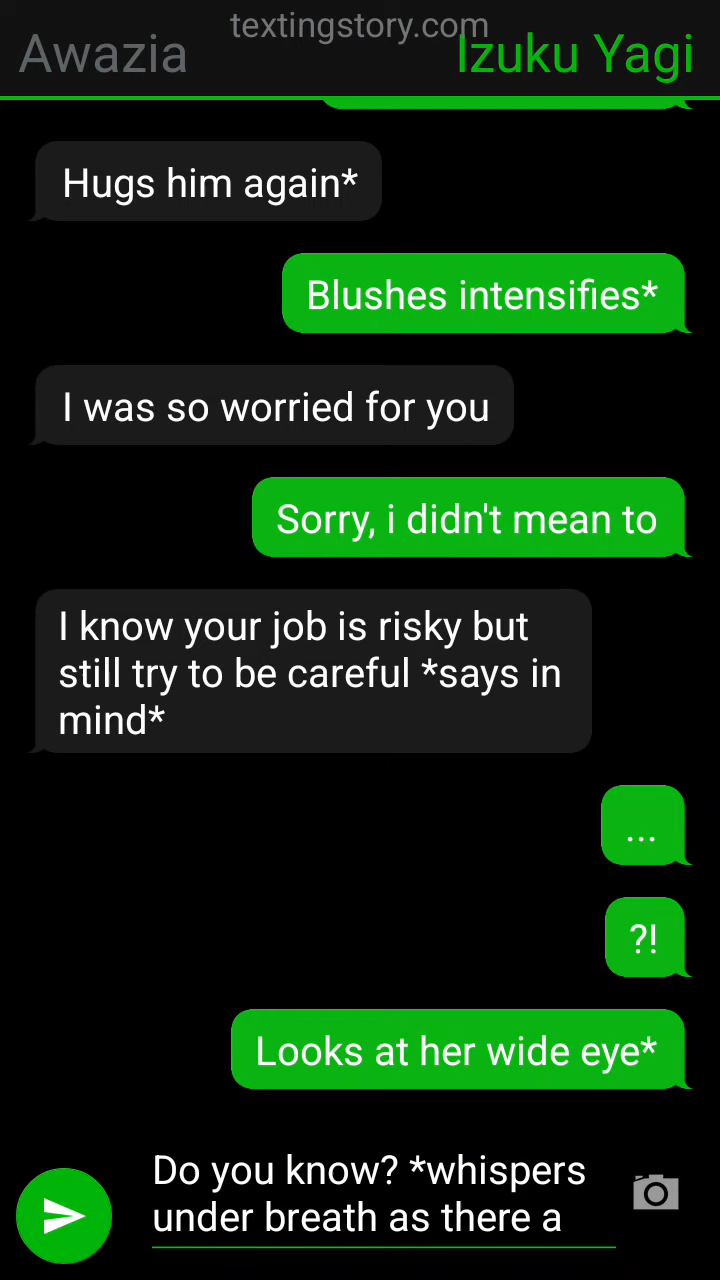 textingstory.com
Awazia
Izuku Yagi
Hugs him again*
Blushes intensifies*
I was so worried for you
Sorry, i didn't mean to
I know your job is risky but
still try to be careful *says in
mind*
...
?!
Looks at her wide eye*
Do you know? *whispers
under breath as there a